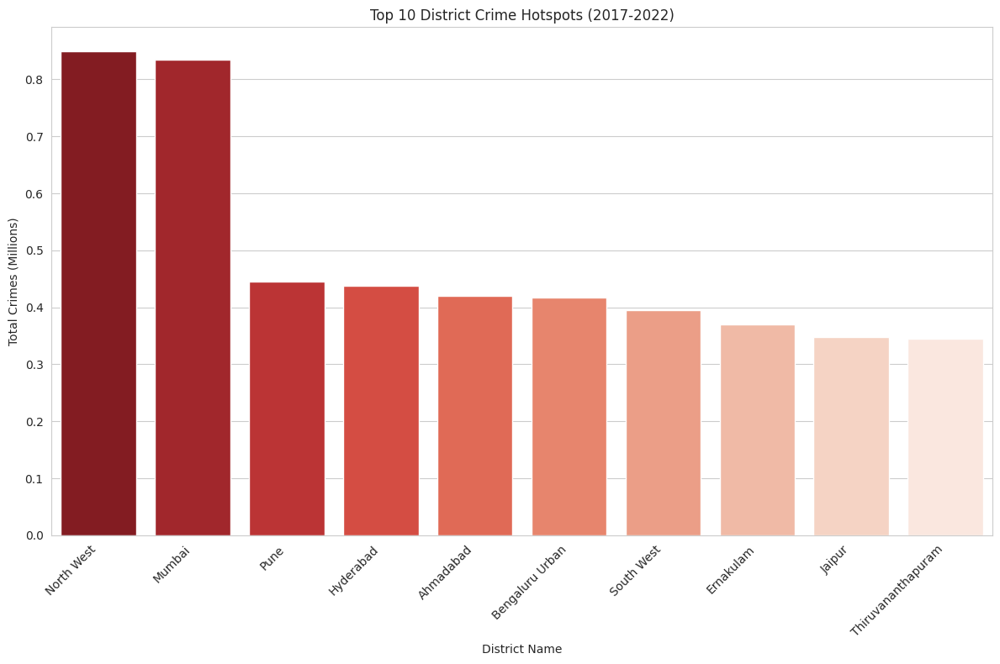 Top 10 District Crime Hotspots (2017-2022)
Total Crimes (Millions)
0.8
0.7
0.6
0.5
0.4
0.3
0.2
0.1
0.0
North West
Mumbai
Pune
Hyderabad
Ahmadabad
Bengaluru Urban
South West
Ernakulam
Jaipur
Thiruvananthapuram
District Name